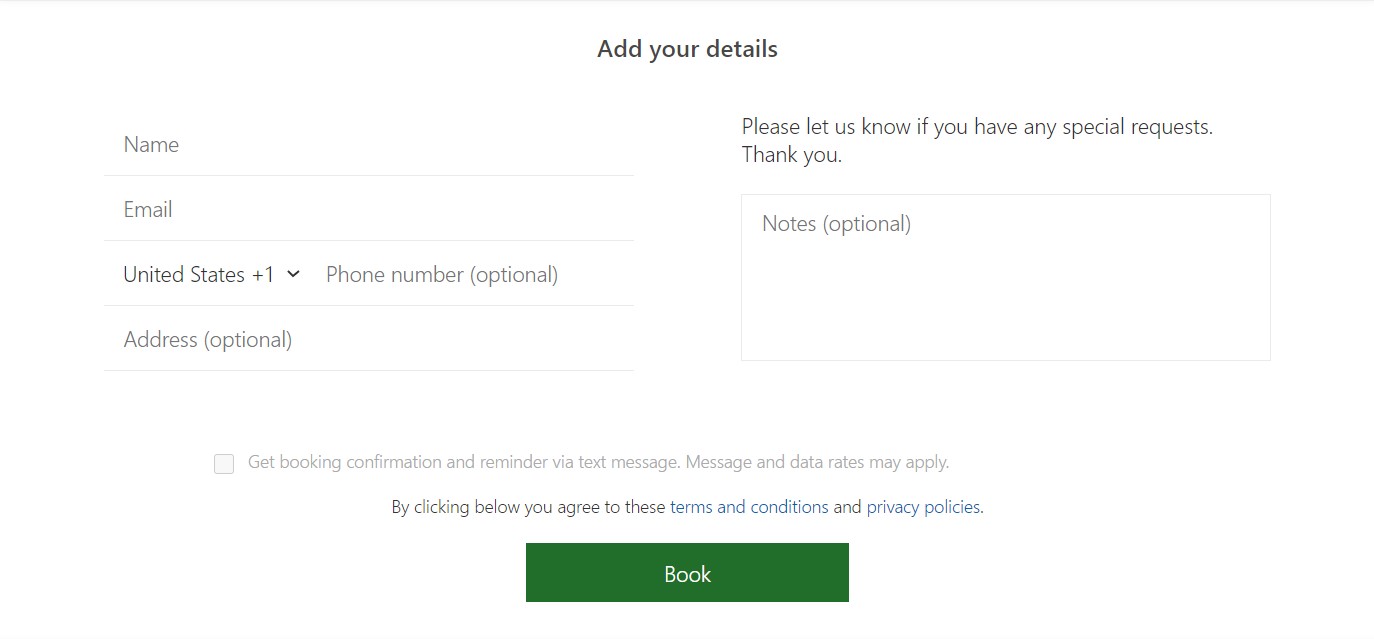 Add your details
Name
Email
United States +1 Phone number (optional)
Address (optional)
Please let us know if you have any special requests.
Thank you.
Notes (optional)
Get booking confirmation and reminder via text message. Message and data rates may apply.
By clicking below you agree to these terms and conditions and privacy policies.
Book